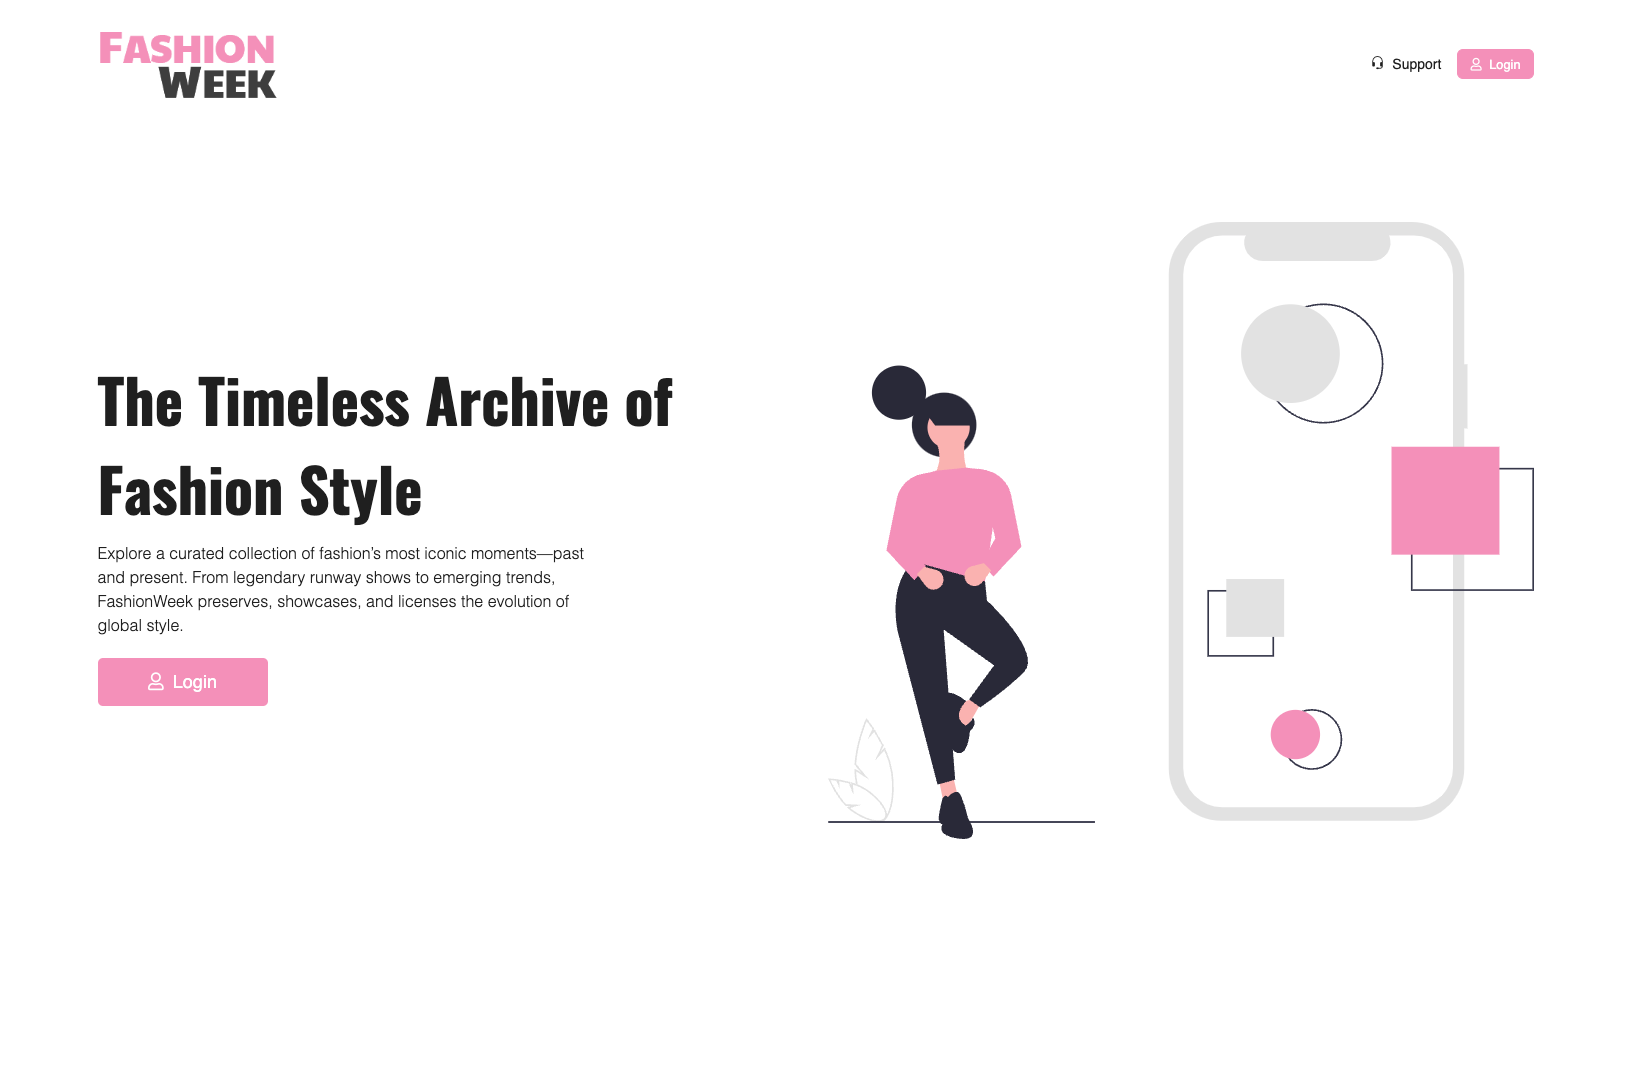 FASHION
WEEK
Support
Login
The Timeless Archive of
Fashion Style
Explore a curated collection of fashion’s most iconic moments—past
and present. From legendary runway shows to emerging trends,
FashionWeek preserves, showcases, and licenses the evolution of
global style.
Login